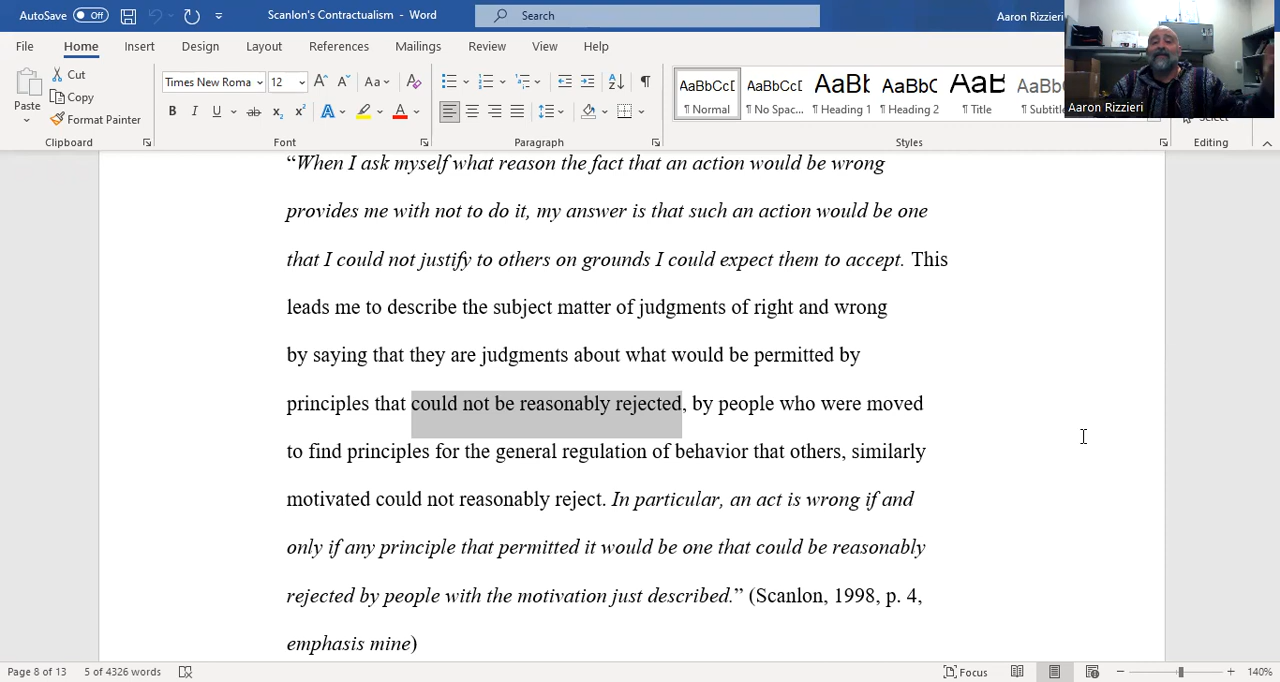 AutoSave Off Scanlon's Contractualism - Word Search Aaron Rizzieri
File Home Insert Design Layout References Mailings Review View Help
Aaron Rizzieri
Paste Cut Copy Format Painter
Times New Roma 12 Aa
B I U ab x₂ x² A A
AaBbCcI AaBbCcI AaBb AaBbC AaB AaBbC
¶ Normal ¶ No Spac... ¶ Heading 1 ¶ Heading 2 ¶ Title ¶ Subtitle Select
Clipboard Font Paragraph Styles Editing
“When I ask myself what reason the fact that an action would be wrong
provides me with not to do it, my answer is that such an action would be one
that I could not justify to others on grounds I could expect them to accept. This
leads me to describe the subject matter of judgments of right and wrong
by saying that they are judgments about what would be permitted by
principles that could not be reasonably rejected, by people who were moved
to find principles for the general regulation of behavior that others, similarly
motivated could not reasonably reject. In particular, an act is wrong if and
only if any principle that permitted it would be one that could be reasonably
rejected by people with the motivation just described.” (Scanlon, 1998, p. 4,
emphasis mine)
Page 8 of 13 5 of 4326 words Focus 140%